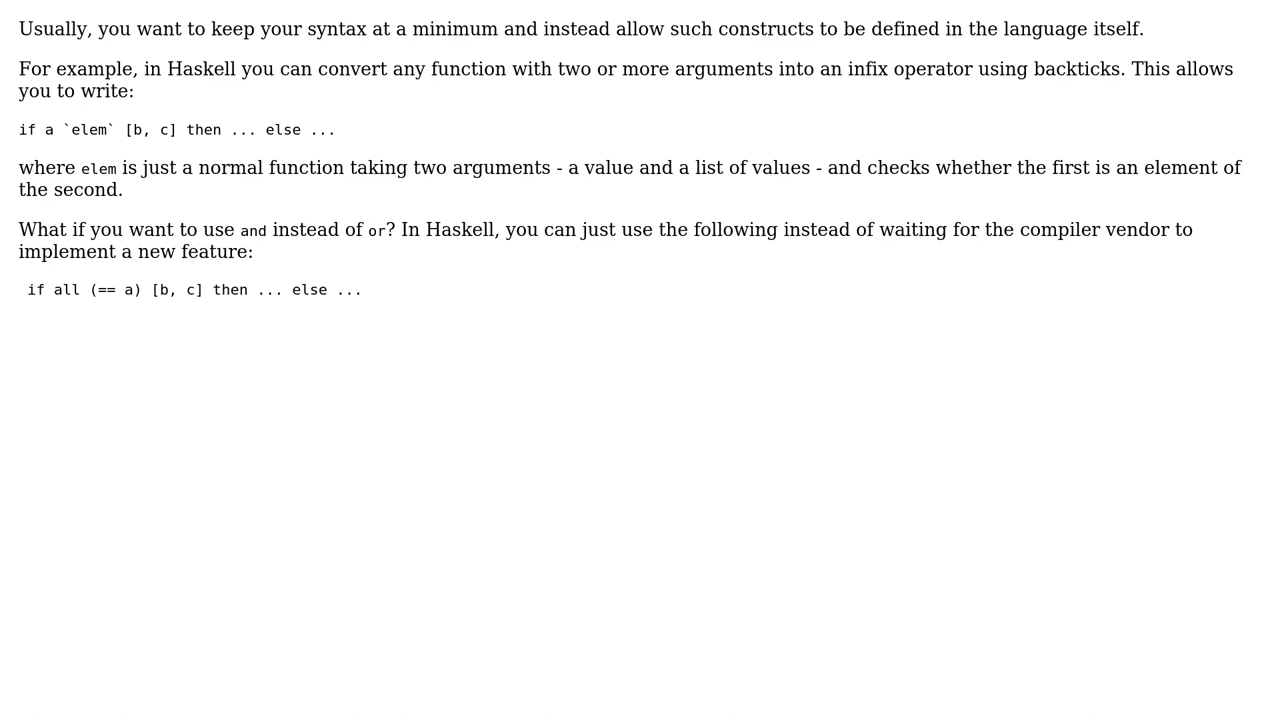 Usually, you want to keep your syntax at a minimum and instead allow such constructs to be defined in the language itself.
For example, in Haskell you can convert any function with two or more arguments into an infix operator using backticks. This allows
you to write:
if a `elem` [b, c] then ... else ...
where elem is just a normal function taking two arguments - a value and a list of values - and checks whether the first is an element of
the second.
What if you want to use and instead of or? In Haskell, you can just use the following instead of waiting for the compiler vendor to
implement a new feature:
if all (== a) [b, c] then ... else ...